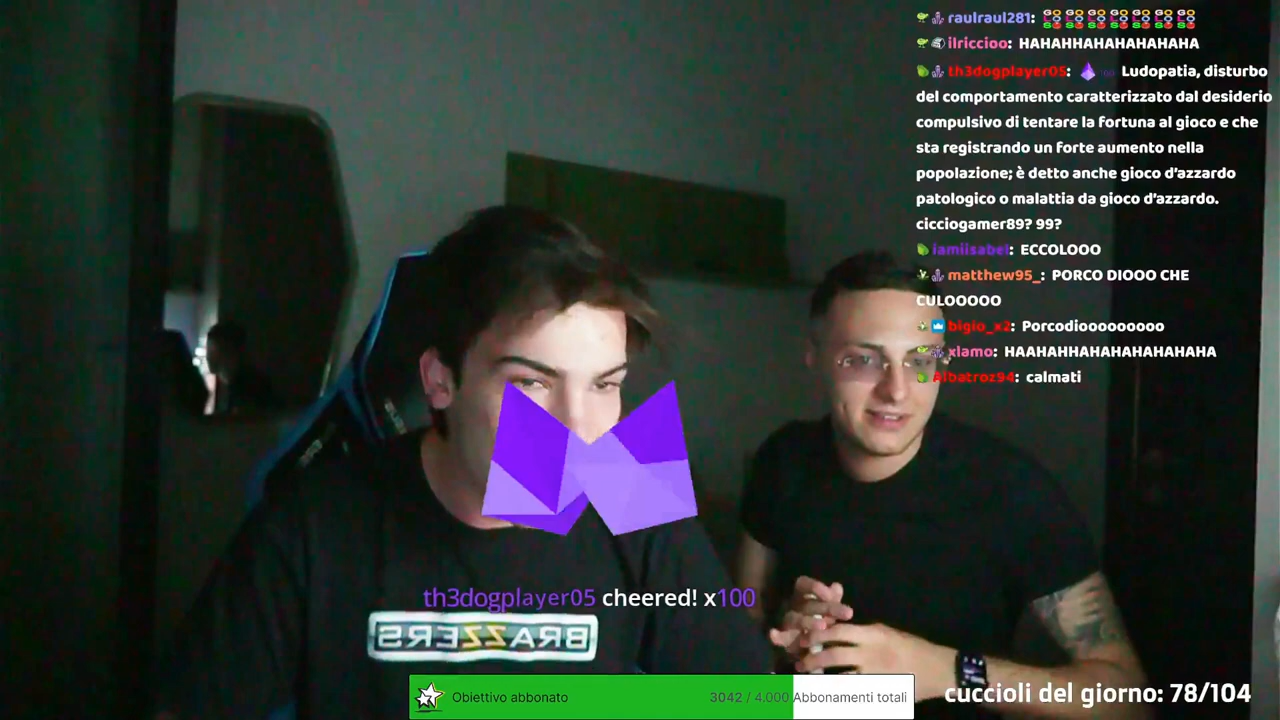 raulraul281:
ilriccioo: HAHAHHAHAHAHAHAHA
th3dogplayer05: 100 Ludopatia, disturbo
del comportamento caratterizzato dal desiderio
compulsivo di tentare la fortuna al gioco e che
sta registrando un forte aumento nella
popolazione; è detto anche gioco d'azzardo
patologico o malattia da gioco d'azzardo.
cicciogamer89? 99?
iamiisabel: ECCOLOOO
matthew95_: PORCO DIOOO CHE
CULOOOOO
bigio_x2: Porcodiooooooooo
xlamo: HAAHAHHAHAHAHAHAHAHA
Albatroz94: calmati
th3dogplayer05 cheered! x100
BRAZZERS
Obiettivo abbonato 3042 / 4.000 Abbonamenti totali
cuccioli del giorno: 78/104